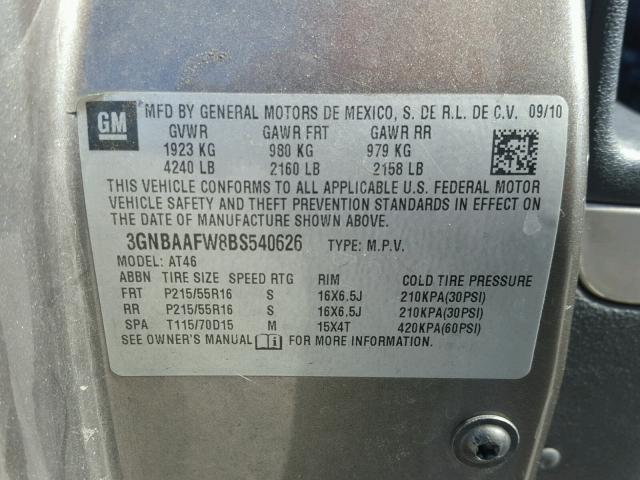 GM
MFD BY GENERAL MOTORS DE MEXICO, S. DE R.L. DE C.V. 09/10
GVWR GAWR FRT GAWR RR
1923 KG 980 KG 979 KG
4240 LB 2160 LB 2158 LB
THIS VEHICLE CONFORMS TO ALL APPLICABLE U.S. FEDERAL MOTOR
VEHICLE SAFETY AND THEFT PREVENTION STANDARDS IN EFFECT ON
THE DATE OF MANUFACTURE SHOWN ABOVE.
3GNBAAFW8BS540626 TYPE: M.P.V.
MODEL: AT46
ABBN TIRE SIZE SPEED RTG RIM COLD TIRE PRESSURE
FRT P215/55R16 S 16X6.5J 210KPA(30PSI)
RR P215/55R16 S 16X6.5J 210KPA(30PSI)
SPA T115/70D15 M 15X4T 420KPA(60PSI)
SEE OWNER'S MANUAL FOR MORE INFORMATION.